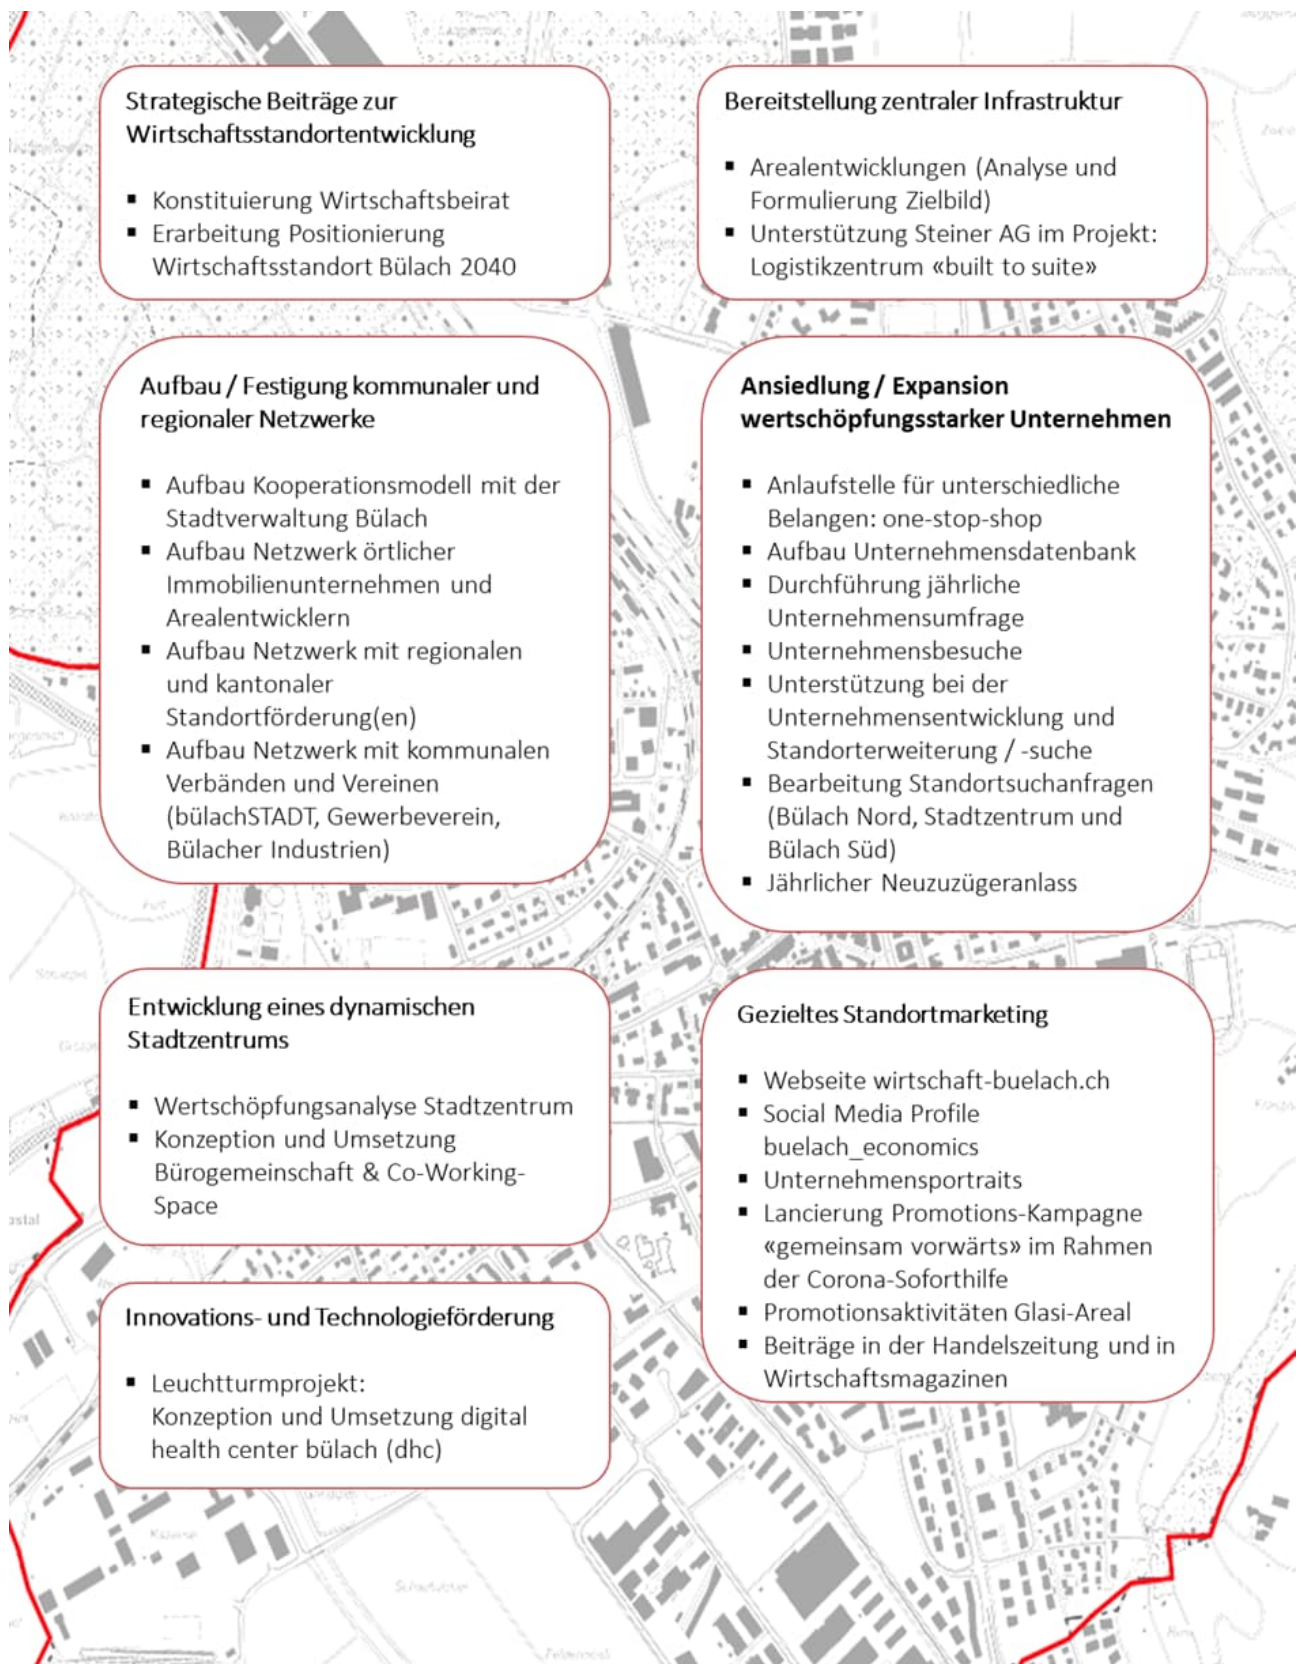 Strategische Beiträge zur
Wirtschaftsstandortentwicklung
▪ Konstituierung Wirtschaftsbeirat
▪ Erarbeitung Positionierung
Wirtschaftsstandort Bülach 2040
Bereitstellung zentraler Infrastruktur
▪ Arealentwicklungen (Analyse und
Formulierung Zielbild)
▪ Unterstützung Steiner AG im Projekt:
Logistikzentrum «built to suite»
Aufbau / Festigung kommunaler und
regionaler Netzwerke
▪ Aufbau Kooperationsmodell mit der
Stadtverwaltung Bülach
▪ Aufbau Netzwerk örtlicher
Immobilienunternehmen und
Arealentwicklern
▪ Aufbau Netzwerk mit regionalen
und kantonaler
Standortförderung(en)
▪ Aufbau Netzwerk mit kommunalen
Verbänden und Vereinen
(bülachSTADT, Gewerbeverein,
Bülacher Industrien)
Ansiedlung / Expansion
wertschöpfungsstarker Unternehmen
▪ Anlaufstelle für unterschiedliche
Belangen: one-stop-shop
▪ Aufbau Unternehmensdatenbank
▪ Durchführung jährliche
Unternehmensumfrage
▪ Unternehmensbesuche
▪ Unterstützung bei der
Unternehmensentwicklung und
Standorterweiterung / -suche
▪ Bearbeitung Standortsuchanfragen
(Bülach Nord, Stadtzentrum und
Bülach Süd)
▪ Jährlicher Neuzuzügeranlass
Entwicklung eines dynamischen
Stadtzentrums
▪ Wertschöpfungsanalyse Stadtzentrum
▪ Konzeption und Umsetzung
Bürogemeinschaft & Co-Working-
Space
Gezieltes Standortmarketing
▪ Webseite wirtschaft-buelach.ch
▪ Social Media Profile
buelach_economics
▪ Unternehmensportraits
▪ Lancierung Promotions-Kampagne
«gemeinsam vorwärts» im Rahmen
der Corona-Soforthilfe
▪ Promotionsaktivitäten Glasi-Areal
▪ Beiträge in der Handelszeitung und in
Wirtschaftsmagazinen
Innovations- und Technologieförderung
▪ Leuchtturmprojekt:
Konzeption und Umsetzung digital
health center bülach (dhc)